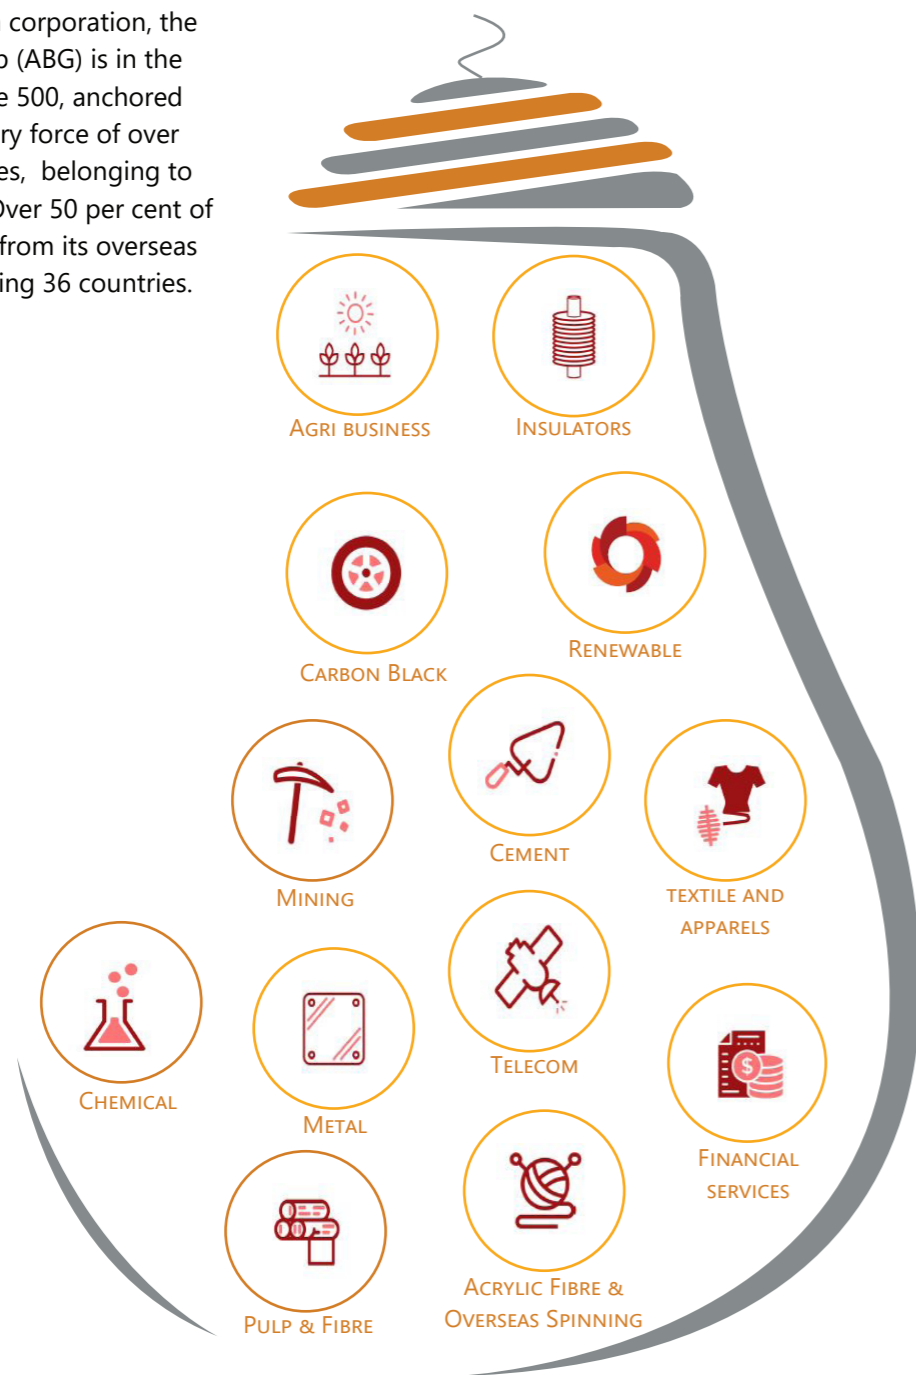 corporation, the
(ABG) is in the
500, anchored
force of over
belonging to
Over 50 per cent of
from its overseas
36 countries.
AGRI BUSINESS
INSULATORS
CARBON BLACK
RENEWABLE
MINING
CEMENT
TEXTILE AND
APPARELS
CHEMICAL
METAL
TELECOM
FINANCIAL
SERVICES
PULP & FIBRE
ACRYLIC FIBRE &
OVERSEAS SPINNING